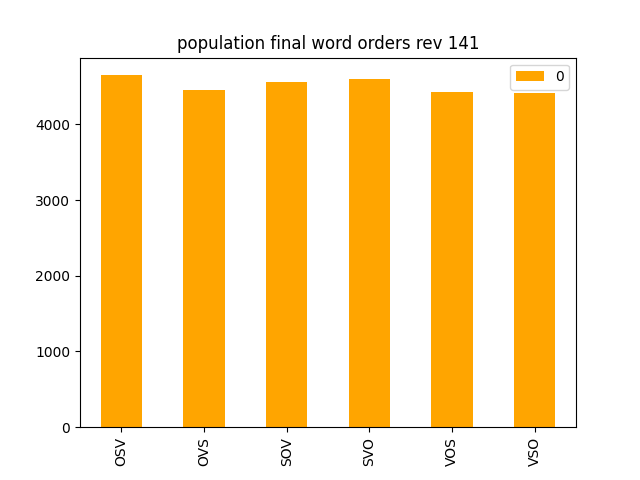 population final word orders rev 141
0
4000
3000
2000
1000
0
OSV
OVS
SOV
SVO
VOS
VSO